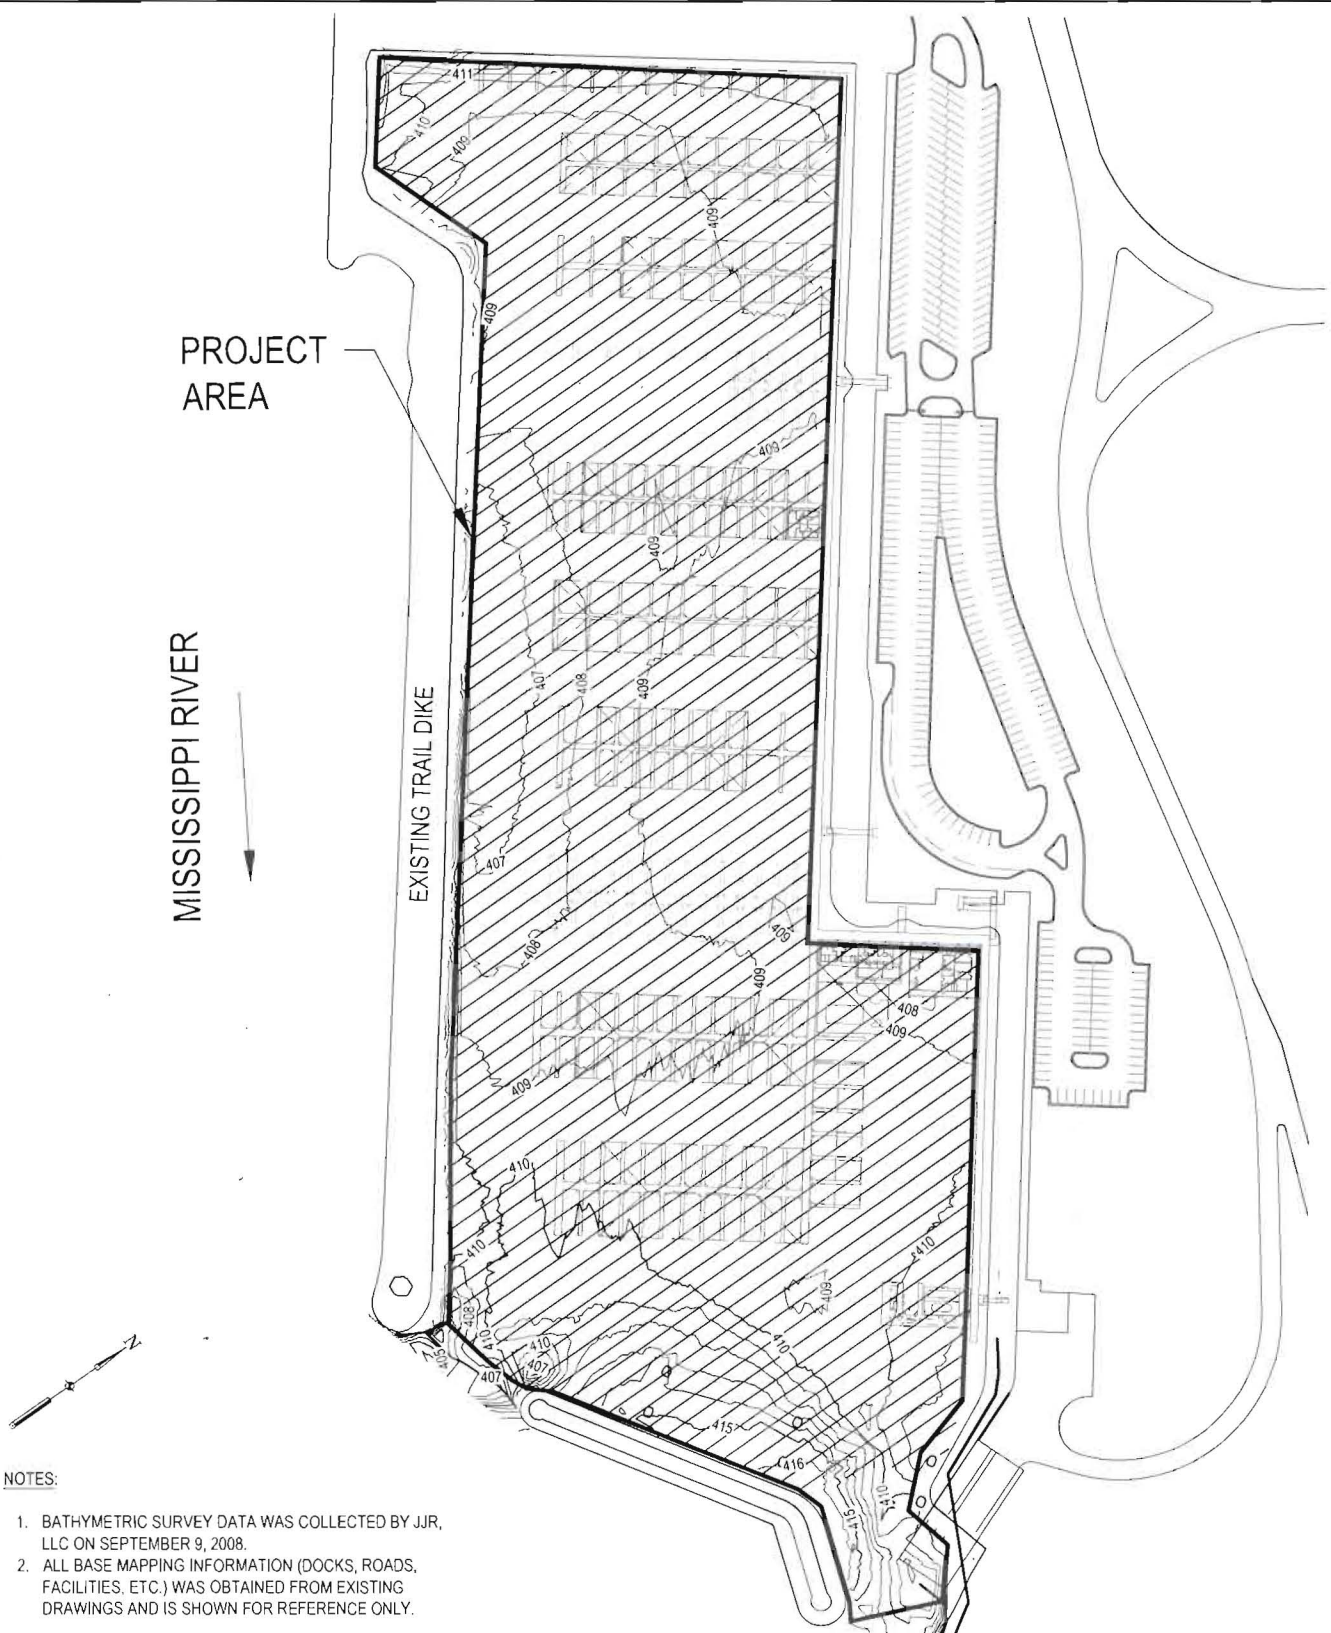 411
410
409
409
409
PROJECT
AREA
409
409
407
408
409
MISSISSIPPI RIVER
EXISTING TRAIL DIKE
407
409
408
409
408
409
409
410
410
410
409
408
410
410
410
405
407
407
415
416
410
415
N
NOTES:
1. BATHYMETRIC SURVEY DATA WAS COLLECTED BY JJR,
LLC ON SEPTEMBER 9, 2008.
2. ALL BASE MAPPING INFORMATION (DOCKS, ROADS,
FACILITIES, ETC.) WAS OBTAINED FROM EXISTING
DRAWINGS AND IS SHOWN FOR REFERENCE ONLY.